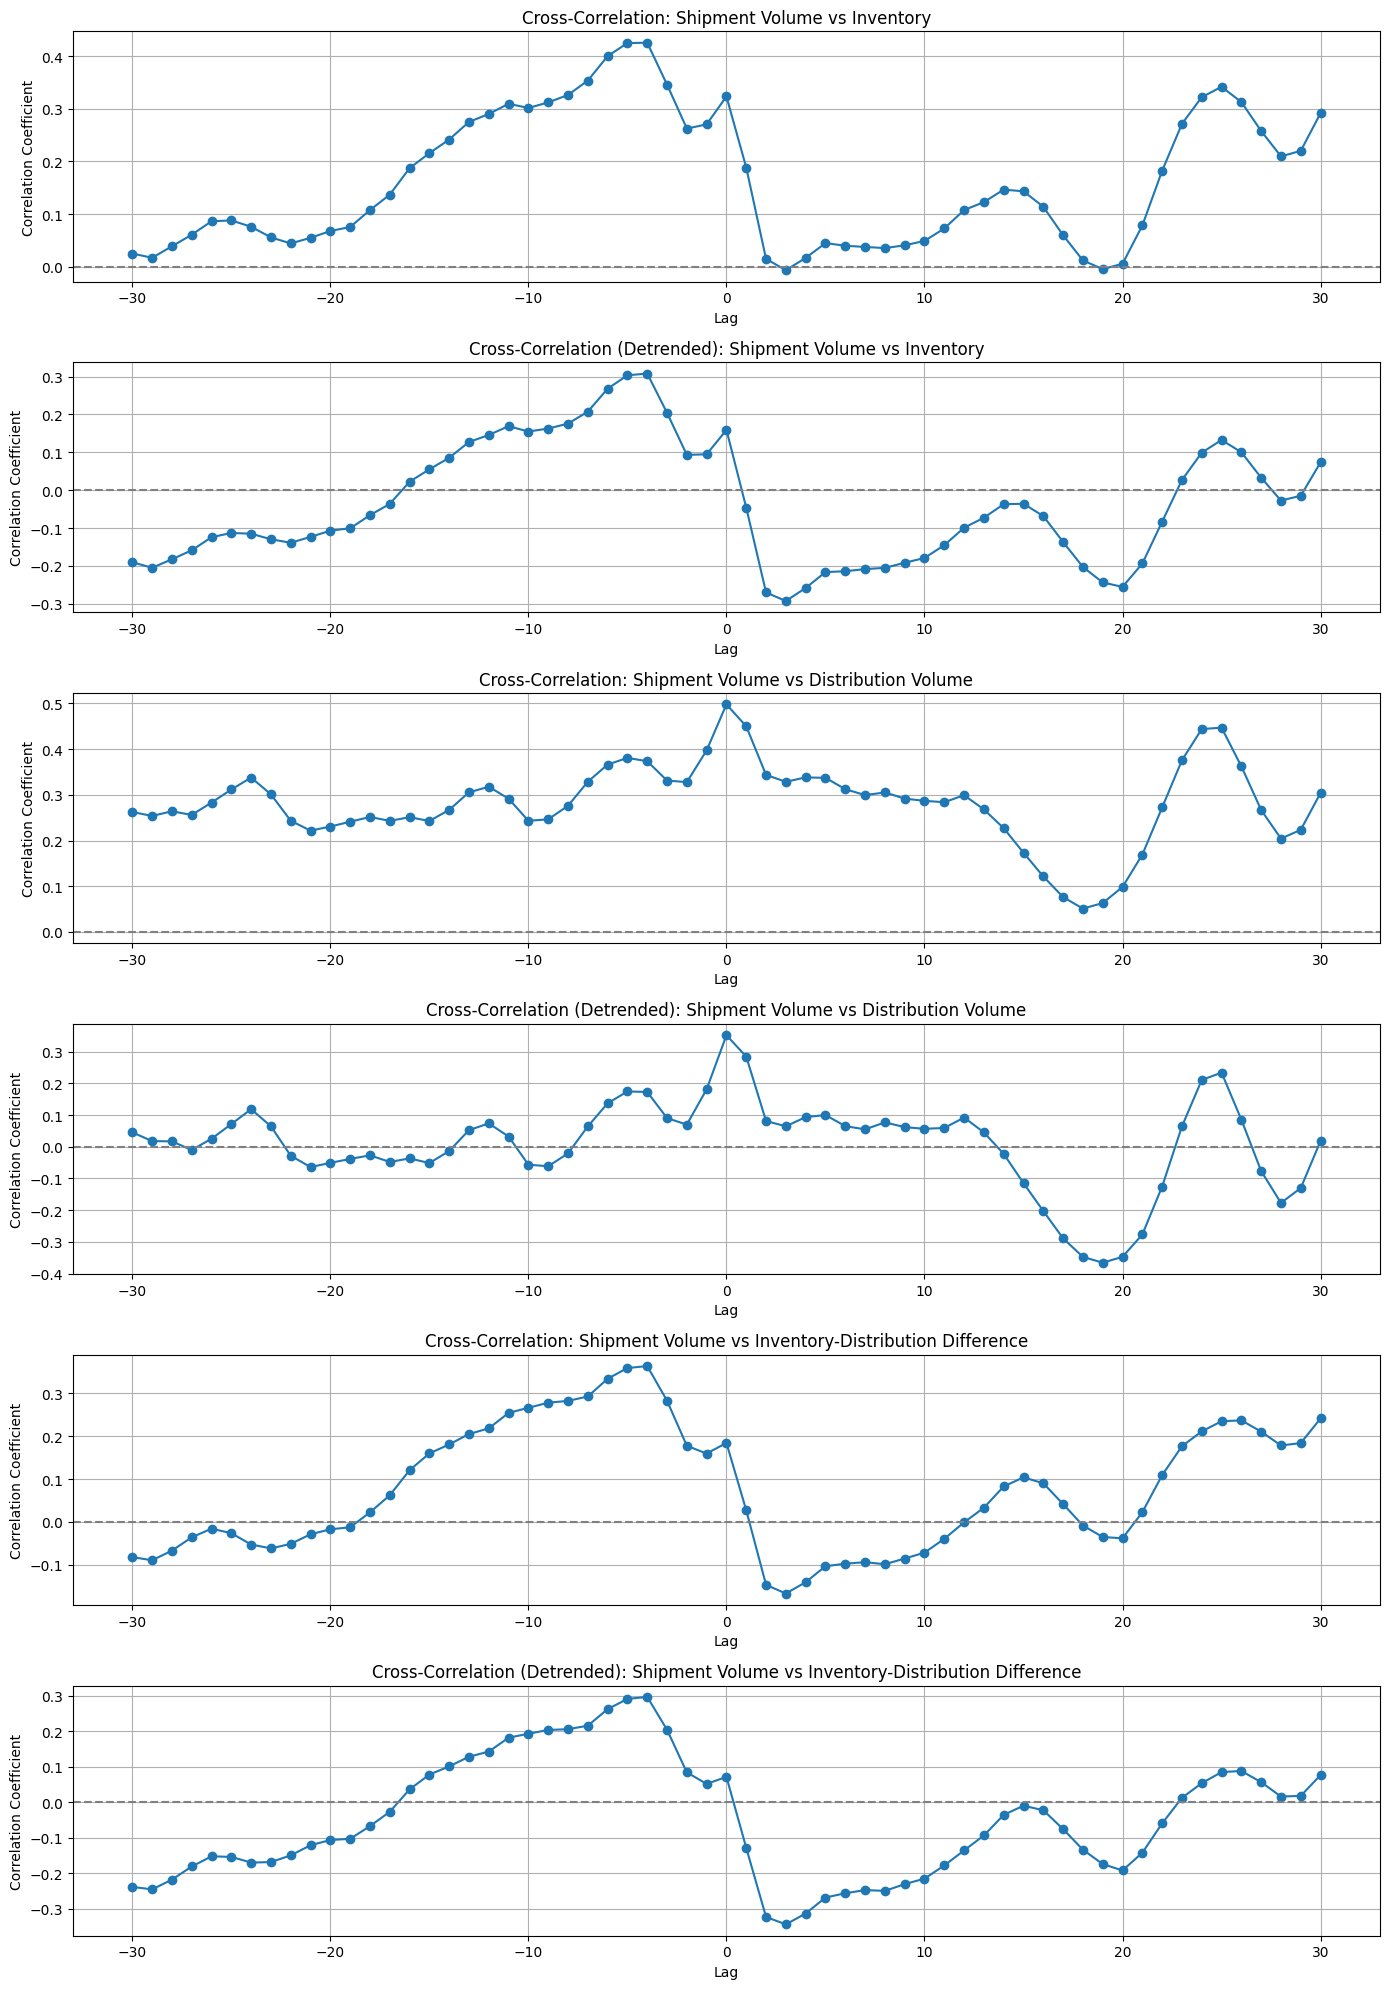 Cross-Correlation: Shipment Volume vs Inventory
Correlation Coefficient
0.4
0.3
0.2
0.1
0.0
−30 −20 −10 0 10 20 30
Lag
Cross-Correlation (Detrended): Shipment Volume vs Inventory
Correlation Coefficient
0.3
0.2
0.1
0.0
−0.1
−0.2
−0.3
−30 −20 −10 0 10 20 30
Lag
Cross-Correlation: Shipment Volume vs Distribution Volume
Correlation Coefficient
0.5
0.4
0.3
0.2
0.1
0.0
−30 −20 −10 0 10 20 30
Lag
Cross-Correlation (Detrended): Shipment Volume vs Distribution Volume
Correlation Coefficient
0.3
0.2
0.1
0.0
−0.1
−0.2
−0.3
−0.4
−30 −20 −10 0 10 20 30
Lag
Cross-Correlation: Shipment Volume vs Inventory-Distribution Difference
Correlation Coefficient
0.3
0.2
0.1
0.0
−0.1
−30 −20 −10 0 10 20 30
Lag
Cross-Correlation (Detrended): Shipment Volume vs Inventory-Distribution Difference
Correlation Coefficient
0.3
0.2
0.1
0.0
−0.1
−0.2
−0.3
−30 −20 −10 0 10 20 30
Lag